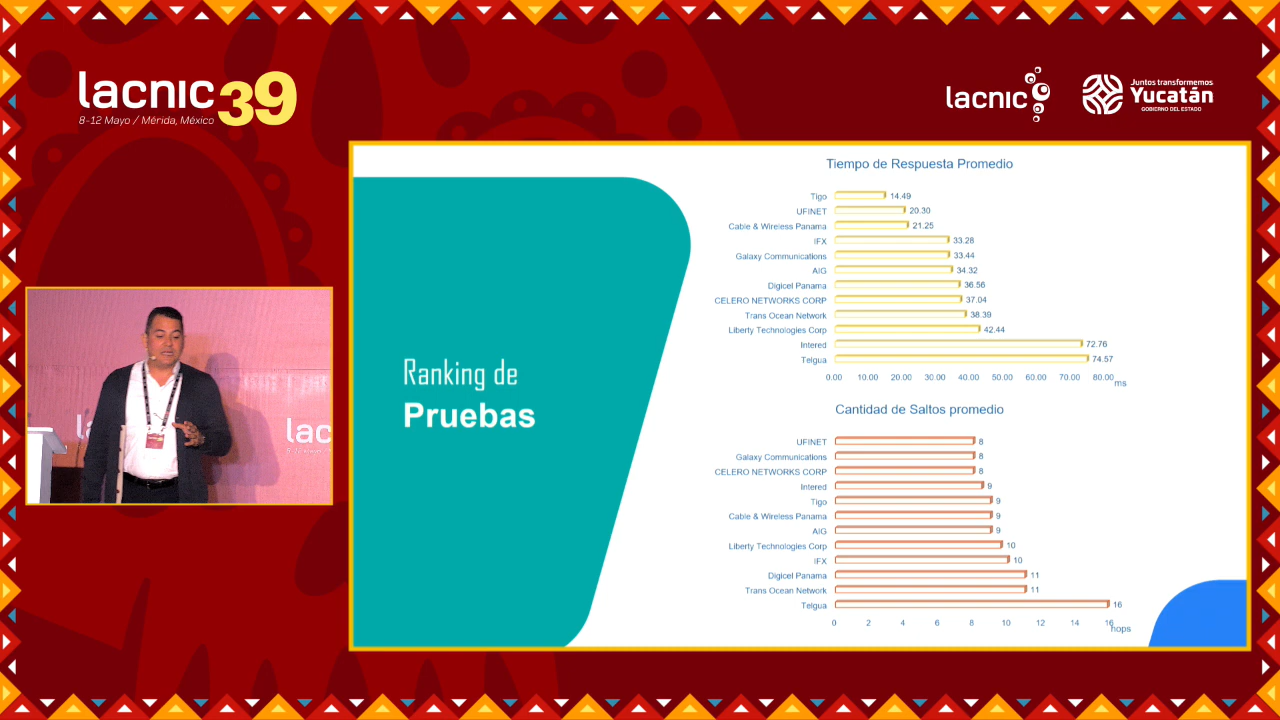 lacnic 39
8-12 Mayo / Mérida, México
lacnic
Juntos transformemos
Yucatán
GOBIERNO DEL ESTADO
Ranking de
Pruebas
Tiempo de Respuesta Promedio
Tigo 14.49
UFINET 20.30
Cable & Wireless Panama 21.25
IFX 33.28
Galaxy Communications 33.44
AIG 34.32
Digicel Panama 36.56
CELERO NETWORKS CORP 37.04
Trans Ocean Network 38.39
Liberty Technologies Corp 42.44
Intered 72.76
Telgua 74.57
0.00 10.00 20.00 30.00 40.00 50.00 60.00 70.00 80.00 ms
Cantidad de Saltos promedio
UFINET 8
Galaxy Communications 8
CELERO NETWORKS CORP 8
Intered 9
Tigo 9
Cable & Wireless Panama 9
AIG 9
Liberty Technologies Corp 10
IFX 10
Digicel Panama 11
Trans Ocean Network 11
Telgua 16
0 2 4 6 8 10 12 14 16 hops
lac